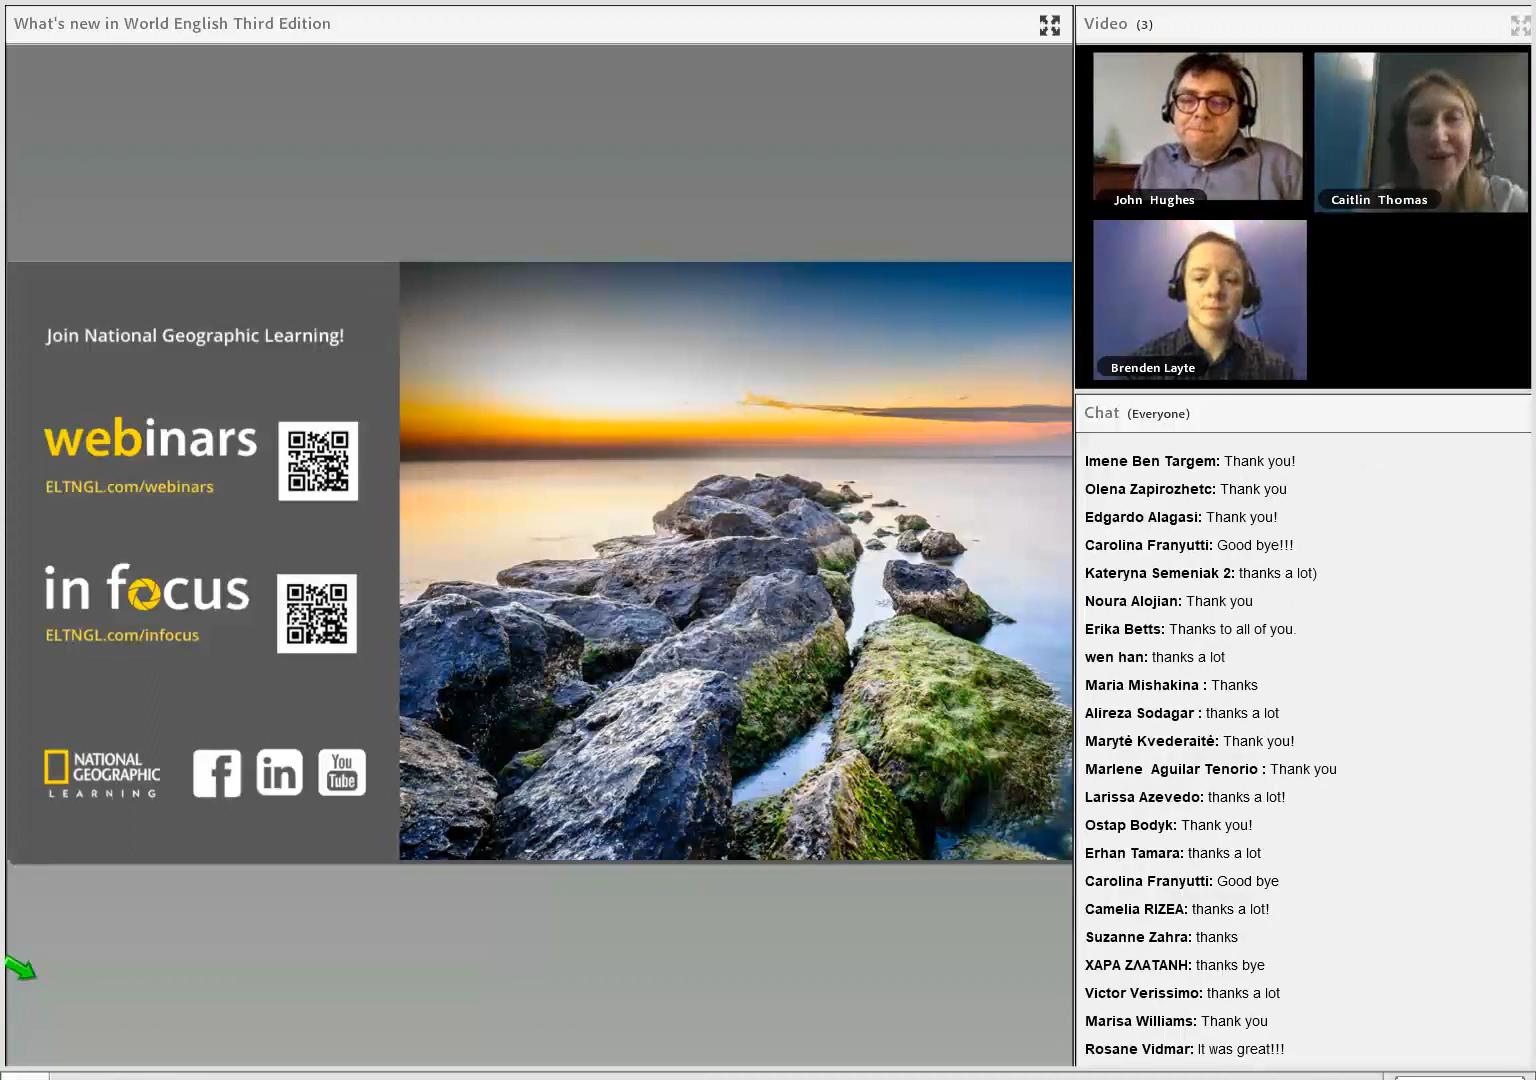 What's new in World English Third Edition
Join National Geographic Learning!
webinars
ELTNGL.com/webinars
in focus
ELTNGL.com/infocus
NATIONAL
GEOGRAPHIC
LEARNING
f
in
You
Tube
Video (3)
John Hughes
Caitlin Thomas
Brenden Layte
Chat (Everyone)
Imene Ben Targem: Thank you!
Olena Zapirozhetc: Thank you
Edgardo Alagasi: Thank you!
Carolina Franyutti: Good bye!!!
Kateryna Semeniak 2: thanks a lot)
Noura Alojian: Thank you
Erika Betts: Thanks to all of you.
wen han: thanks a lot
Maria Mishakina : Thanks
Alireza Sodagar : thanks a lot
Marytė Kvederaitė: Thank you!
Marlene Aguilar Tenorio : Thank you
Larissa Azevedo: thanks a lot!
Ostap Bodyk: Thank you!
Erhan Tamara: thanks a lot
Carolina Franyutti: Good bye
Camelia RIZEA: thanks a lot!
Suzanne Zahra: thanks
ΧΑΡΑ ΖΛΑΤΑΝΗ: thanks bye
Victor Verissimo: thanks a lot
Marisa Williams: Thank you
Rosane Vidmar: It was great!!!